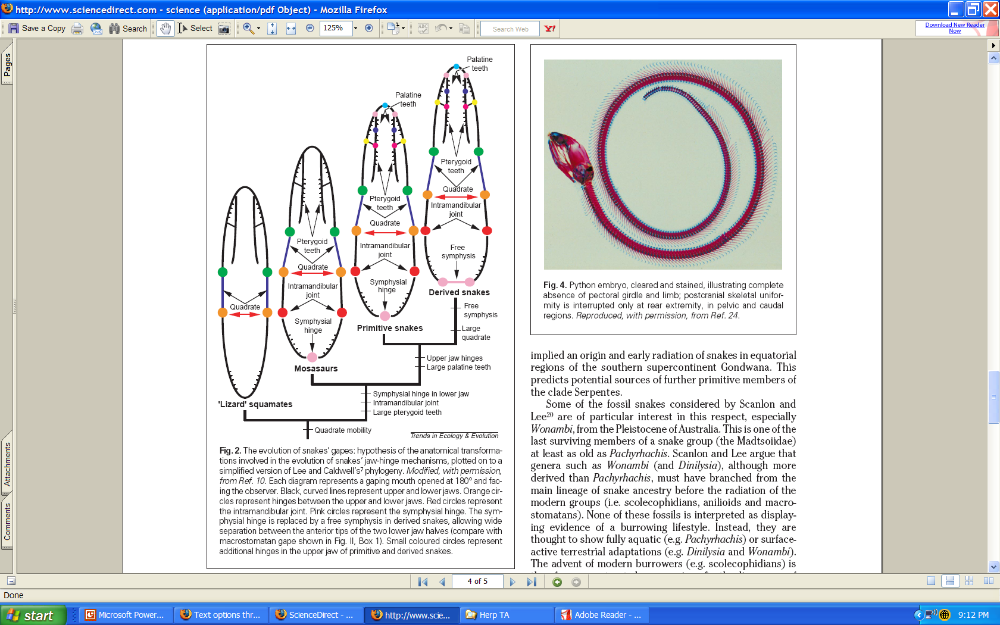 http://www.sciencedirect.com - science (application/pdf Object) - Mozilla Firefox
Save a Copy
Search
Select
125%
Search Web
Y!
Download New Reader
Now
Pages
Attachments
Comments
Palatine
teeth
Pterygoid
teeth
Quadrate
Intramandibular
joint
Free
symphysis
Derived snakes
Palatine
teeth
Pterygoid
teeth
Quadrate
Intramandibular
joint
Symphysial
hinge
Primitive snakes
Pterygoid
teeth
Quadrate
Intramandibular
joint
Symphysial
hinge
Mosasaurs
Quadrate
'Lizard' squamates
Free
symphysis
Large
quadrate
Upper jaw hinges
Large palatine teeth
Symphysial hinge in lower jaw
Intramandibular joint
Large pterygoid teeth
Quadrate mobility
Trends in Ecology & Evolution
Fig. 2. The evolution of snakes' gapes: hypothesis of the anatomical transforma-
tions involved in the evolution of snakes' jaw-hinge mechanisms, plotted on to a
simplified version of Lee and Caldwell's7 phylogeny. Modified, with permission,
from Ref. 10. Each diagram represents a gaping mouth opened at 180° and fac-
ing the observer. Black, curved lines represent upper and lower jaws. Orange cir-
cles represent hinges between the upper and lower jaws. Red circles represent
the intramandibular joint. Pink circles represent the symphysial hinge. The sym-
physial hinge is replaced by a free symphysis in derived snakes, allowing wide
separation between the anterior tips of the two lower jaw halves (compare with
macrostomatan gape shown in Fig. II, Box 1). Small coloured circles represent
additional hinges in the upper jaw of primitive and derived snakes.
Fig. 4. Python embryo, cleared and stained, illustrating complete
absence of pectoral girdle and limb; postcranial skeletal unifor-
mity is interrupted only at rear extremity, in pelvic and caudal
regions. Reproduced, with permission, from Ref. 24.
implied an origin and early radiation of snakes in equatorial
regions of the southern supercontinent Gondwana. This
predicts potential sources of further primitive members of
the clade Serpentes.
Some of the fossil snakes considered by Scanlon and
Lee20 are of particular interest in this respect, especially
Wonambi, from the Pleistocene of Australia. This is one of the
last surviving members of a snake group (the Madtsoiidae)
at least as old as Pachyrhachis. Scanlon and Lee argue that
genera such as Wonambi (and Dinilysia), although more
derived than Pachyrhachis, must have branched from the
main lineage of snake ancestry before the radiation of the
modern groups (i.e. scolecophidians, anilioids and macro-
stomatans). None of these fossils is interpreted as display-
ing evidence of a burrowing lifestyle. Instead, they are
thought to show fully aquatic (e.g. Pachyrhachis) or surface-
active terrestrial adaptations (e.g. Dinilysia and Wonambi).
The advent of modern burrowers (e.g. scolecophidians) is
4 of 5
Done
start
Microsoft Power...
Text options thr...
ScienceDirect - ...
http://www.scie...
Herp TA
Adobe Reader - ...
9:12 PM